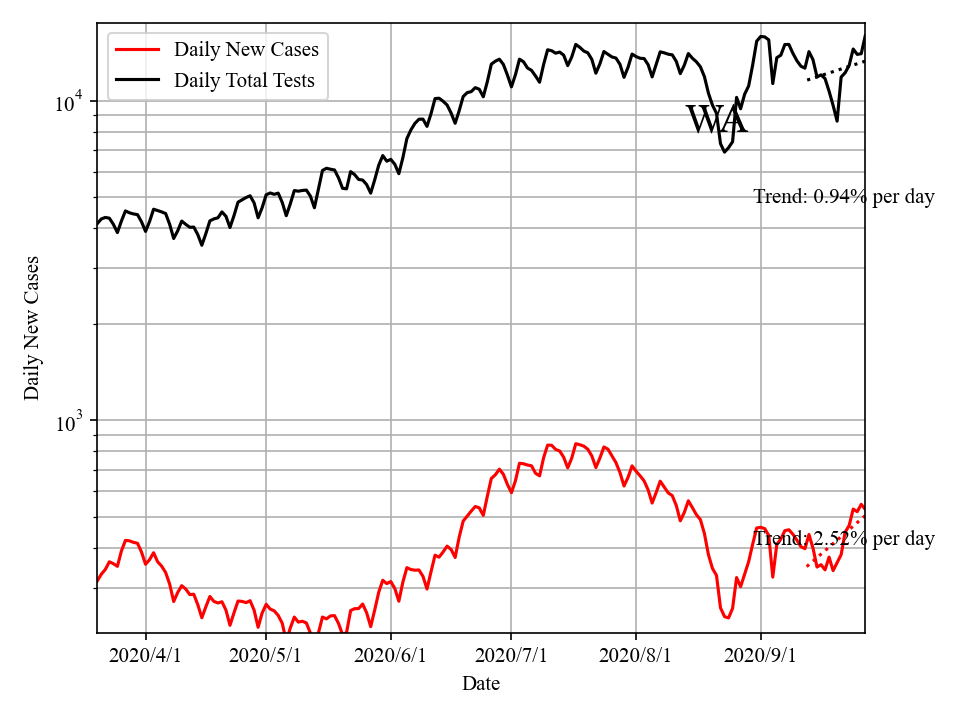 Daily New Cases
Daily Total Tests
10^4
WA
Trend: 0.94% per day
Daily New Cases
10^3
Trend: 2.52% per day
2020/4/1 2020/5/1 2020/6/1 2020/7/1 2020/8/1 2020/9/1
Date